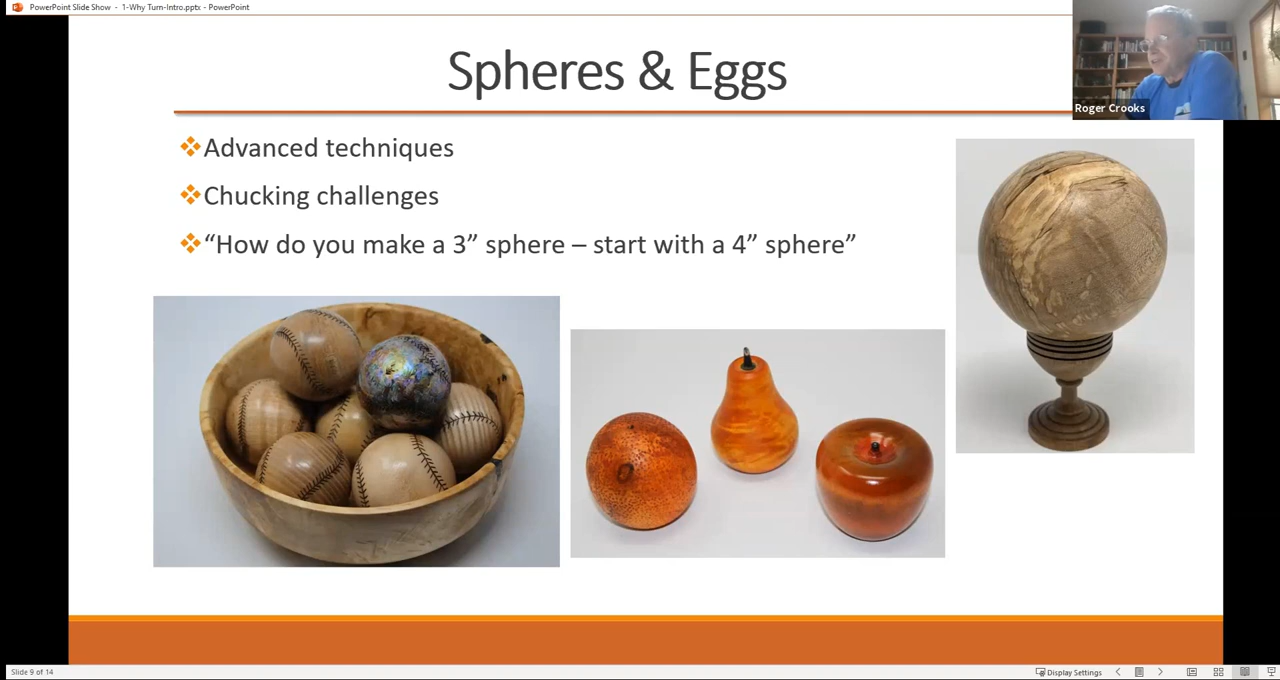 PowerPoint Slide Show - 1-Why Turn-Intro.pptx - PowerPoint
Roger Crooks
Spheres & Eggs
Advanced techniques
Chucking challenges
“How do you make a 3” sphere – start with a 4” sphere”
Slide 9 of 14
Display Settings